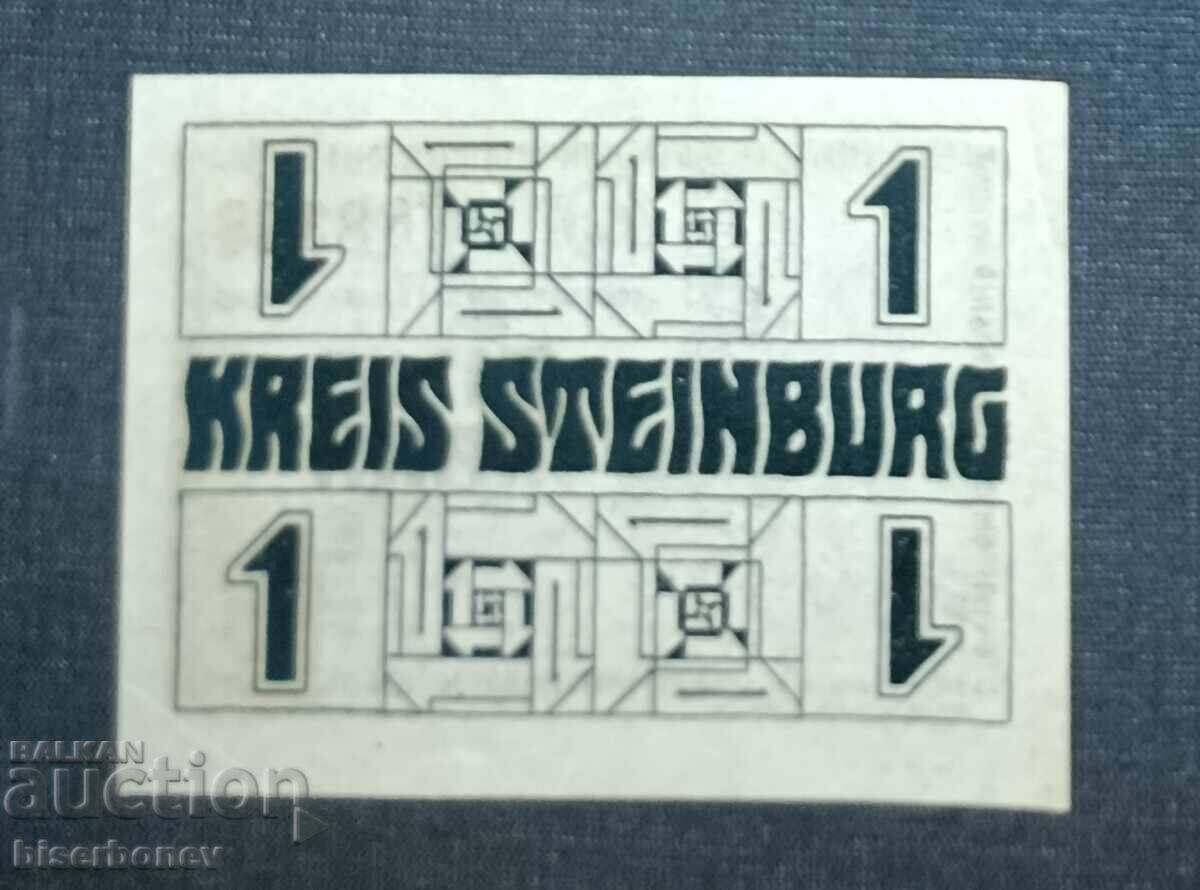 1 1
KREIS STEINBURG
1 1
BALKAN
auction
biserbonev